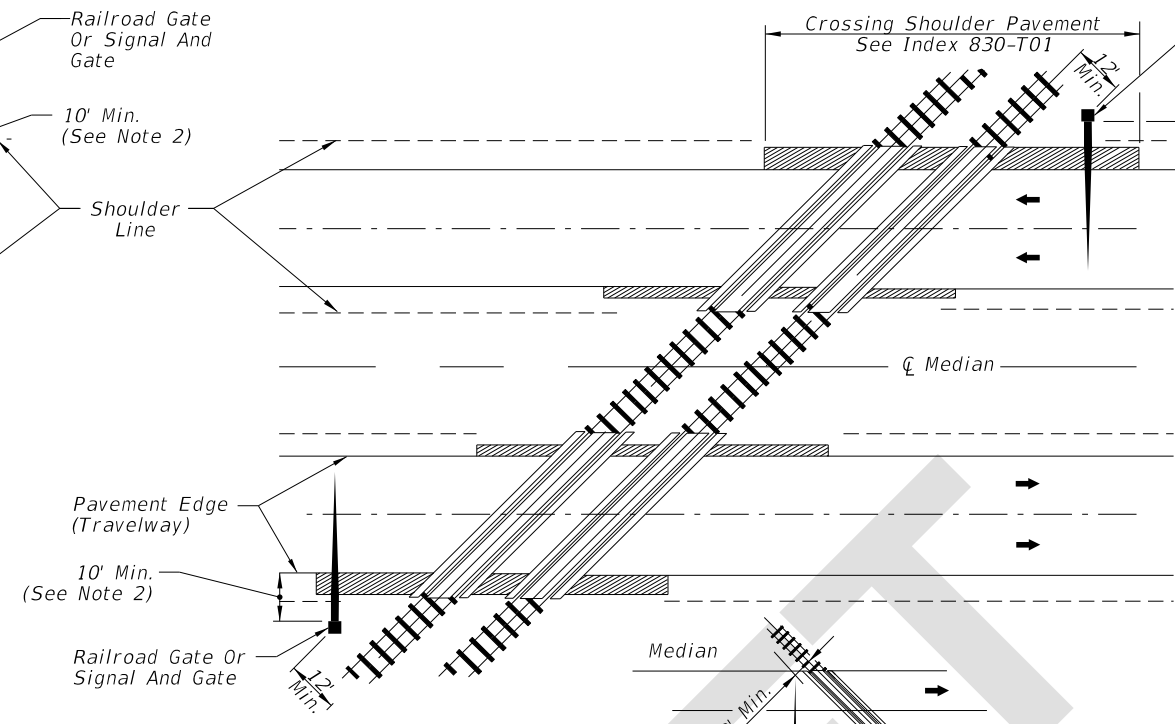 Railroad Gate
Or Signal And
Gate
Crossing Shoulder Pavement
See Index 830-T01
12'
Min.
10' Min.
(See Note 2)
Shoulder
Line
℄ Median
Pavement Edge
(Travelway)
10' Min.
(See Note 2)
Railroad Gate Or
Signal And Gate
12'
Min.
Median
Min.